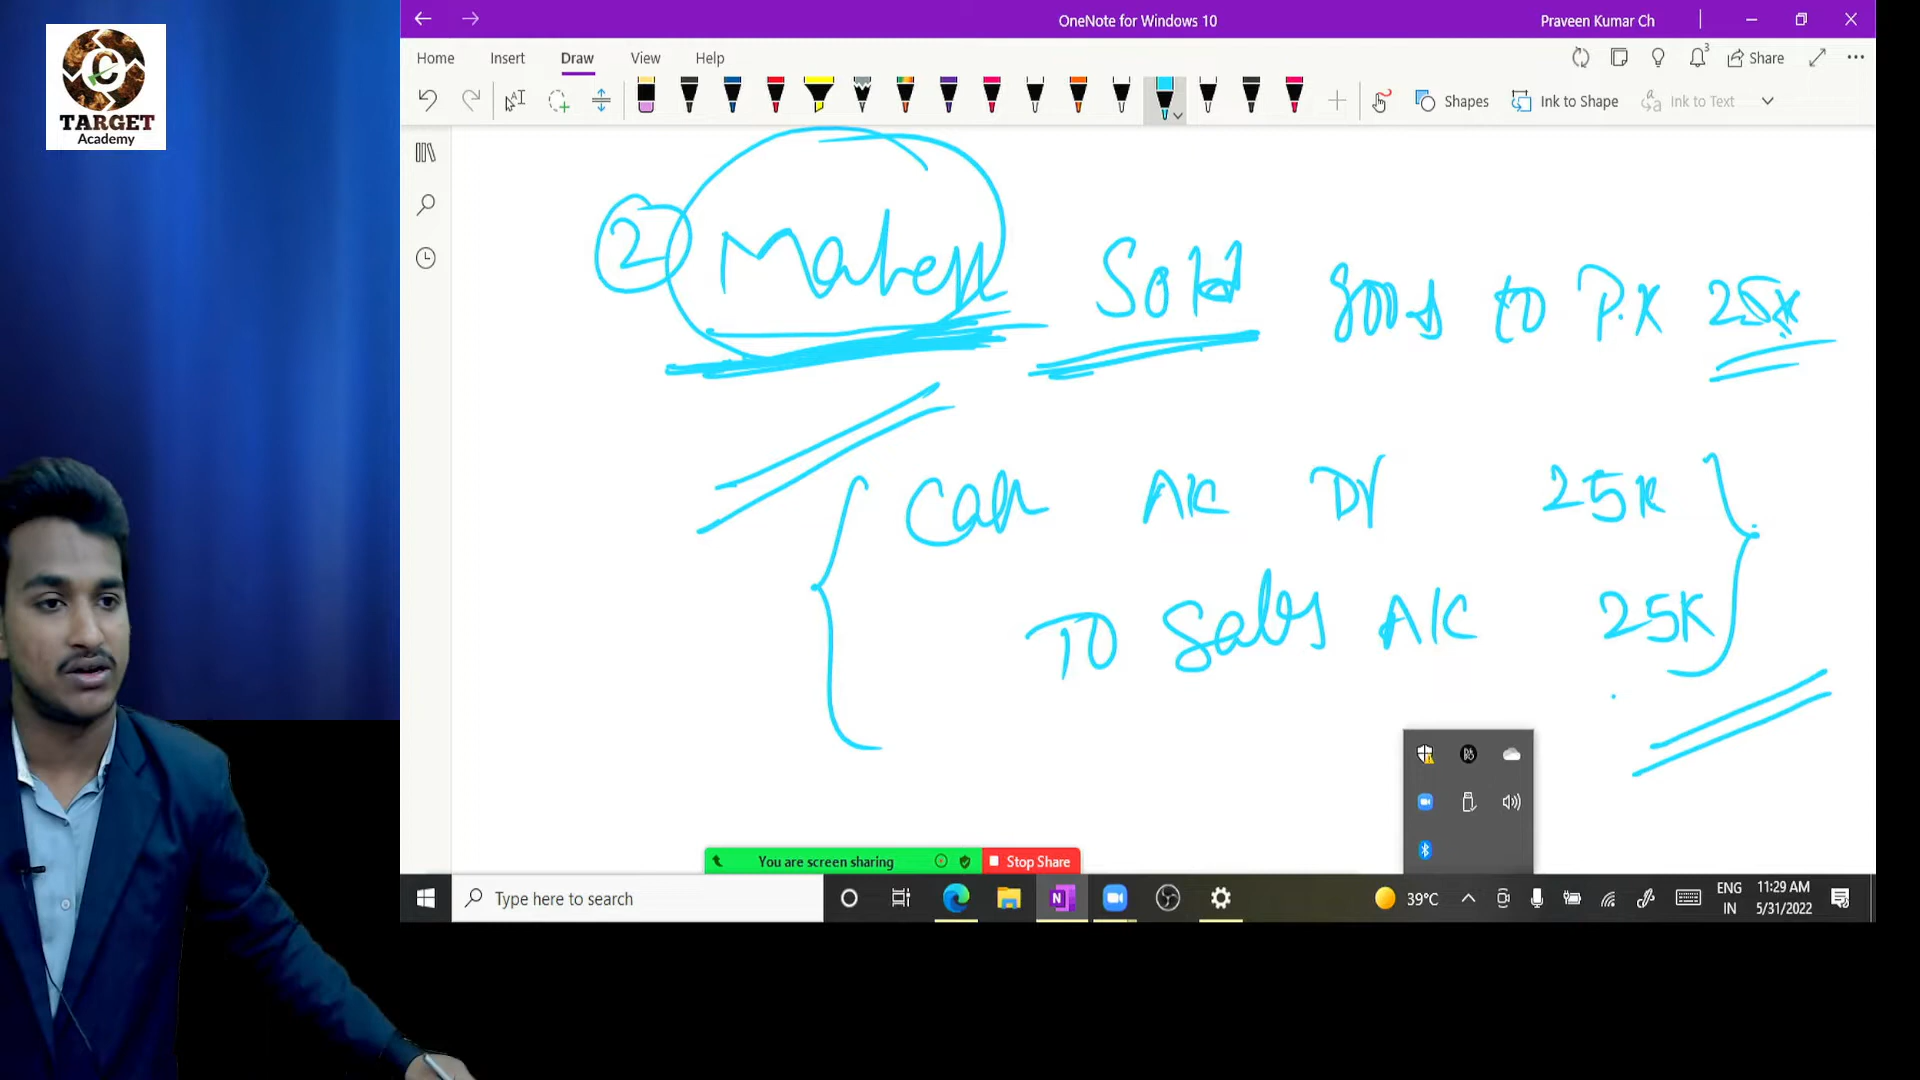 TARGET
Academy
OneNote for Windows 10
Praveen Kumar Ch
Home Insert Draw View Help
3
Share
Shapes
Ink to Shape
Ink to Text
2 Mahesh Sold goods to P.K 25K
Cash A/C Dr 25K
TO Sales A/C 25K
You are screen sharing
Stop Share
Type here to search
39°C
ENG
IN
11:29 AM
5/31/2022